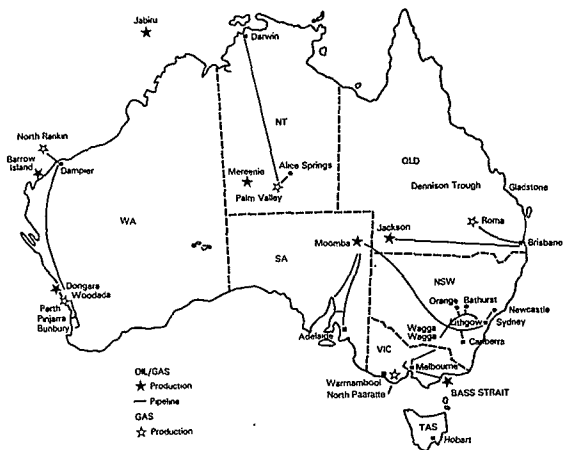 Jabiru
Darwin
North Rankin
Barrow
Island
Dampier
NT
Mereenie
Alice Springs
Palm Valley
QLD
Dennison Trough
Gladstone
Roma
WA
Jackson
Brisbane
Moomba
SA
Dongara
Woodada
Perth
Pinjarra
Bunbury
NSW
Orange
Bathurst
Newcastle
Lithgow
Sydney
Wagga
Wagga
Canberra
Adelaide
VIC
Melbourne
Warrnambool
North Paaratte
BASS STRAIT
TAS
Hobart
OIL/GAS
Production
Pipeline
GAS
Production